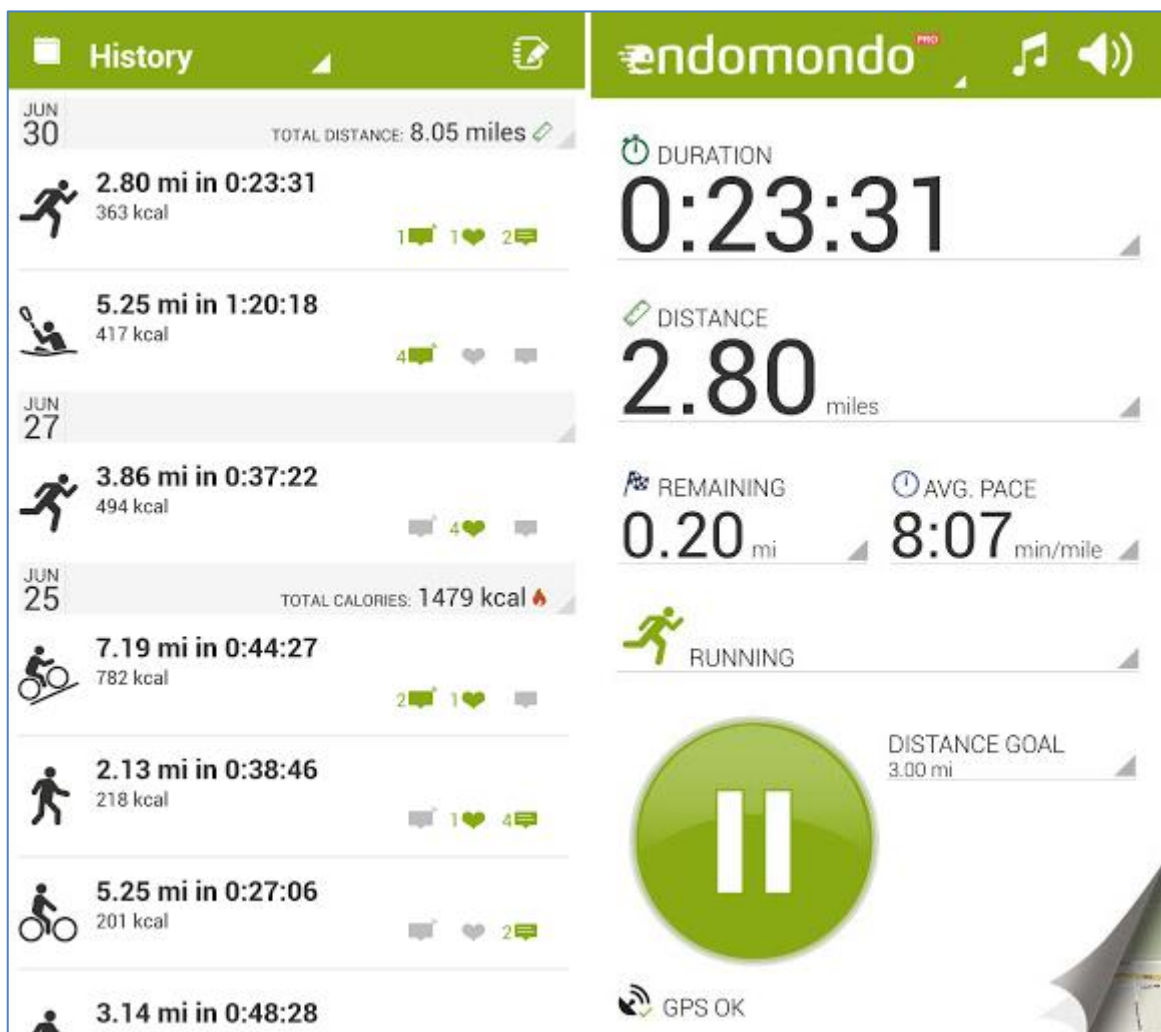 History
JUN
30
TOTAL DISTANCE: 8.05 miles
2.80 mi in 0:23:31
363 kcal
1 1 2
5.25 mi in 1:20:18
417 kcal
4
JUN
27
3.86 mi in 0:37:22
494 kcal
4
JUN
25
TOTAL CALORIES: 1479 kcal
7.19 mi in 0:44:27
782 kcal
2 1
2.13 mi in 0:38:46
218 kcal
1 4
5.25 mi in 0:27:06
201 kcal
2
3.14 mi in 0:48:28
endomondo PRO
DURATION
0:23:31
DISTANCE
2.80 miles
REMAINING
0.20 mi
AVG. PACE
8:07 min/mile
RUNNING
DISTANCE GOAL
3.00 mi
GPS OK